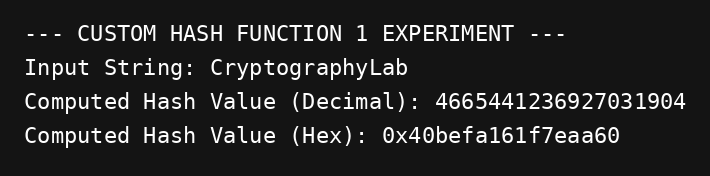 --- CUSTOM HASH FUNCTION 1 EXPERIMENT ---
Input String: CryptographyLab
Computed Hash Value (Decimal): 4665441236927031904
Computed Hash Value (Hex): 0x40befa161f7eaa60